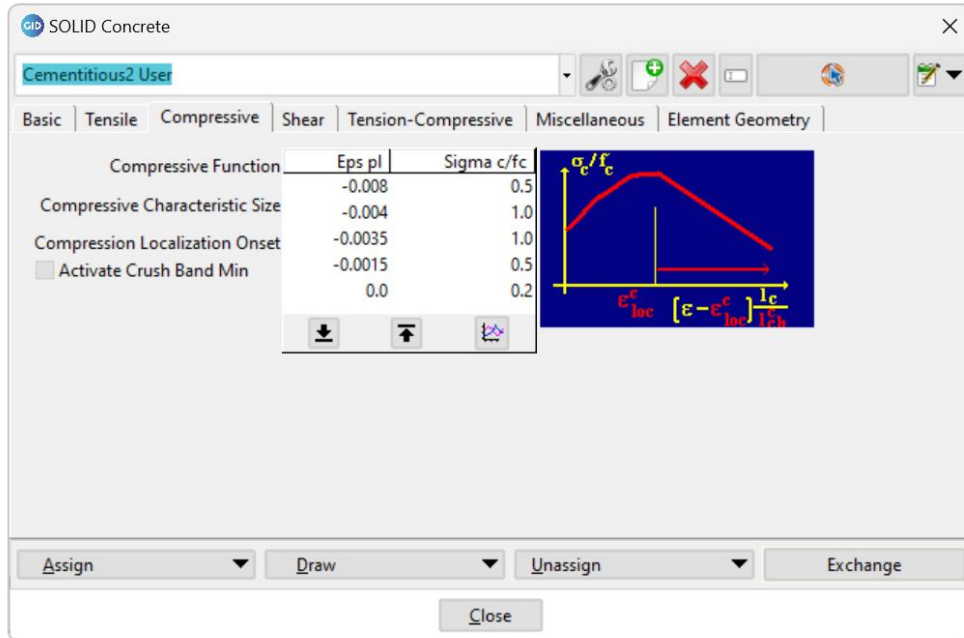 GiD SOLID Concrete
Cementitious2 User
Basic Tensile Compressive Shear Tension-Compressive Miscellaneous Element Geometry
Compressive Function
Compressive Characteristic Size
Compression Localization Onset
Activate Crush Band Min
Eps pl Sigma c/fc
-0.008 0.5
-0.004 1.0
-0.0035 1.0
-0.0015 0.5
0.0 0.2
σc/fc
εcloc [ε-εcloc] lc/lcch
Assign Draw Unassign Exchange
Close